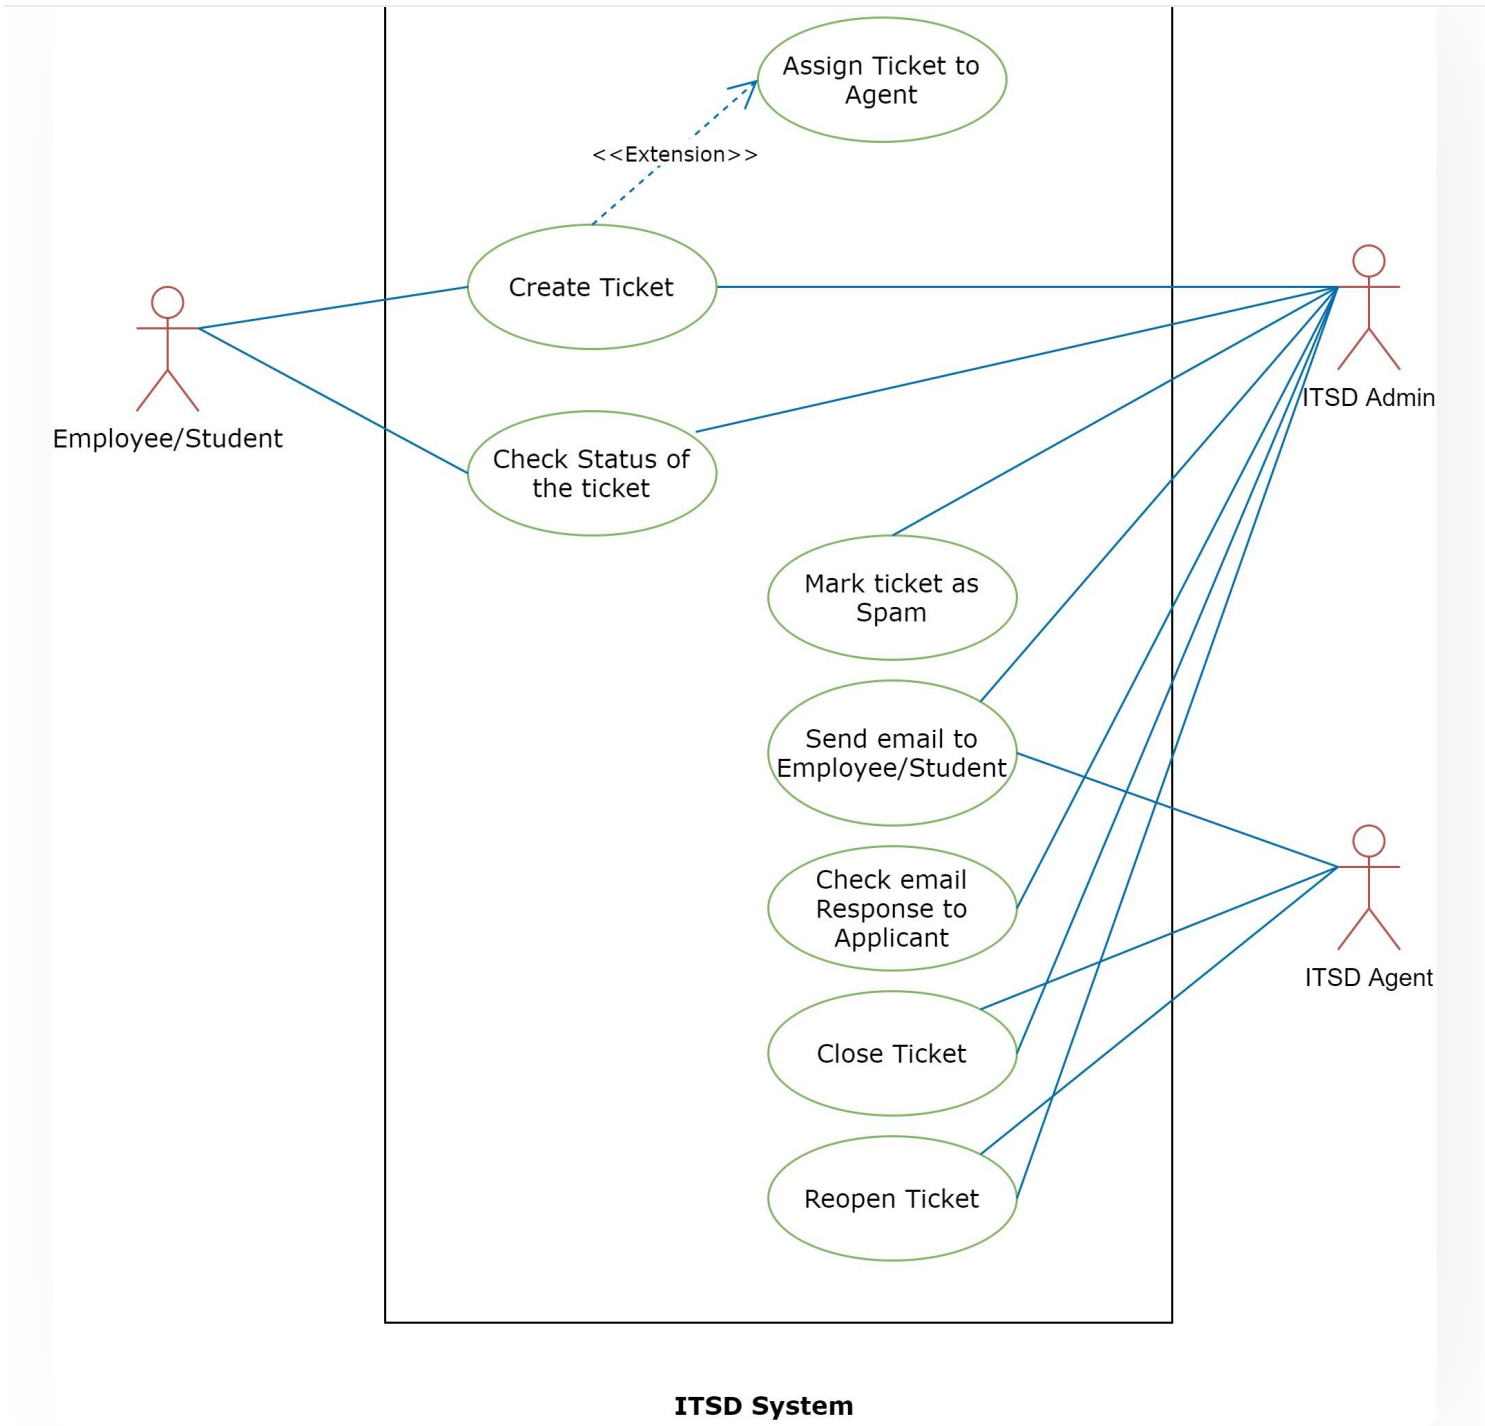 Assign Ticket to
Agent
<<Extension>>
Create Ticket
ITSD Admin
Employee/Student
Check Status of
the ticket
Mark ticket as
Spam
Send email to
Employee/Student
Check email
Response to
Applicant
ITSD Agent
Close Ticket
Reopen Ticket
ITSD System